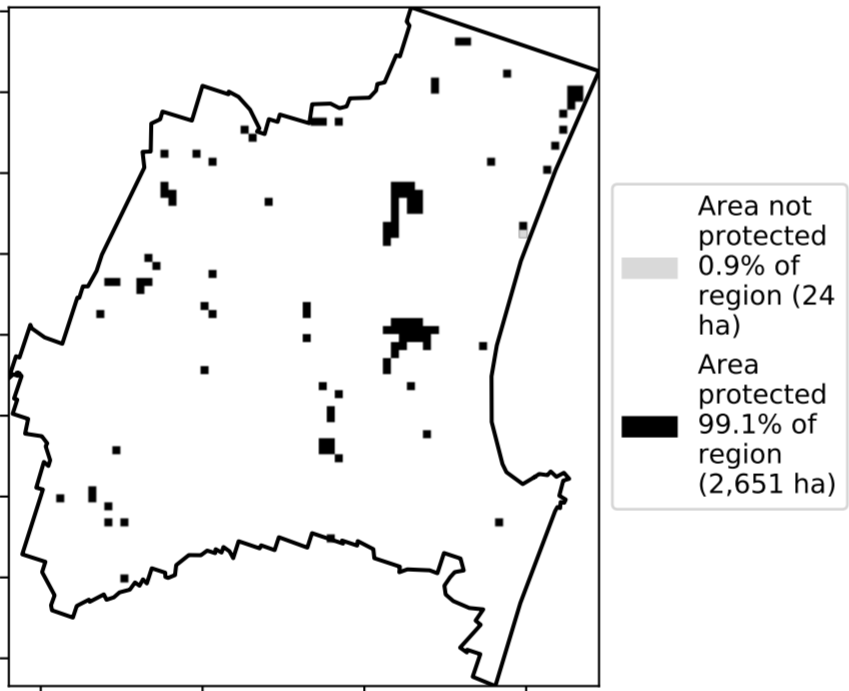 Area not
protected
0.9% of
region (24
ha)
Area
protected
99.1% of
region
(2,651 ha)